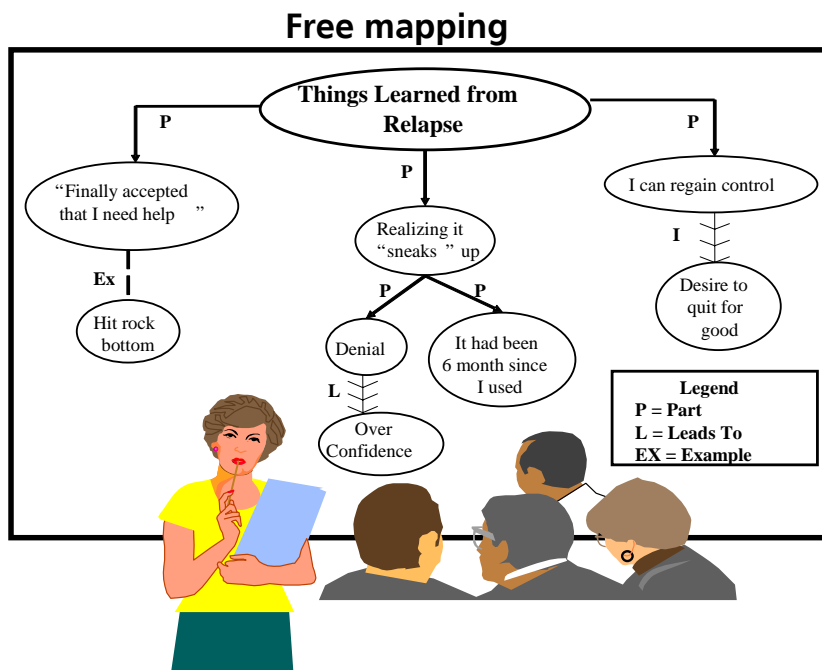 Free mapping
Things Learned from
Relapse
P
P
P
“Finally accepted
that I need help ”
Realizing it
“sneaks ” up
I can regain control
Ex
I
Hit rock
bottom
P
P
Desire to
quit for
good
Denial
It had been
6 month since
I used
L
Over
Confidence
Legend
P = Part
L = Leads To
EX = Example